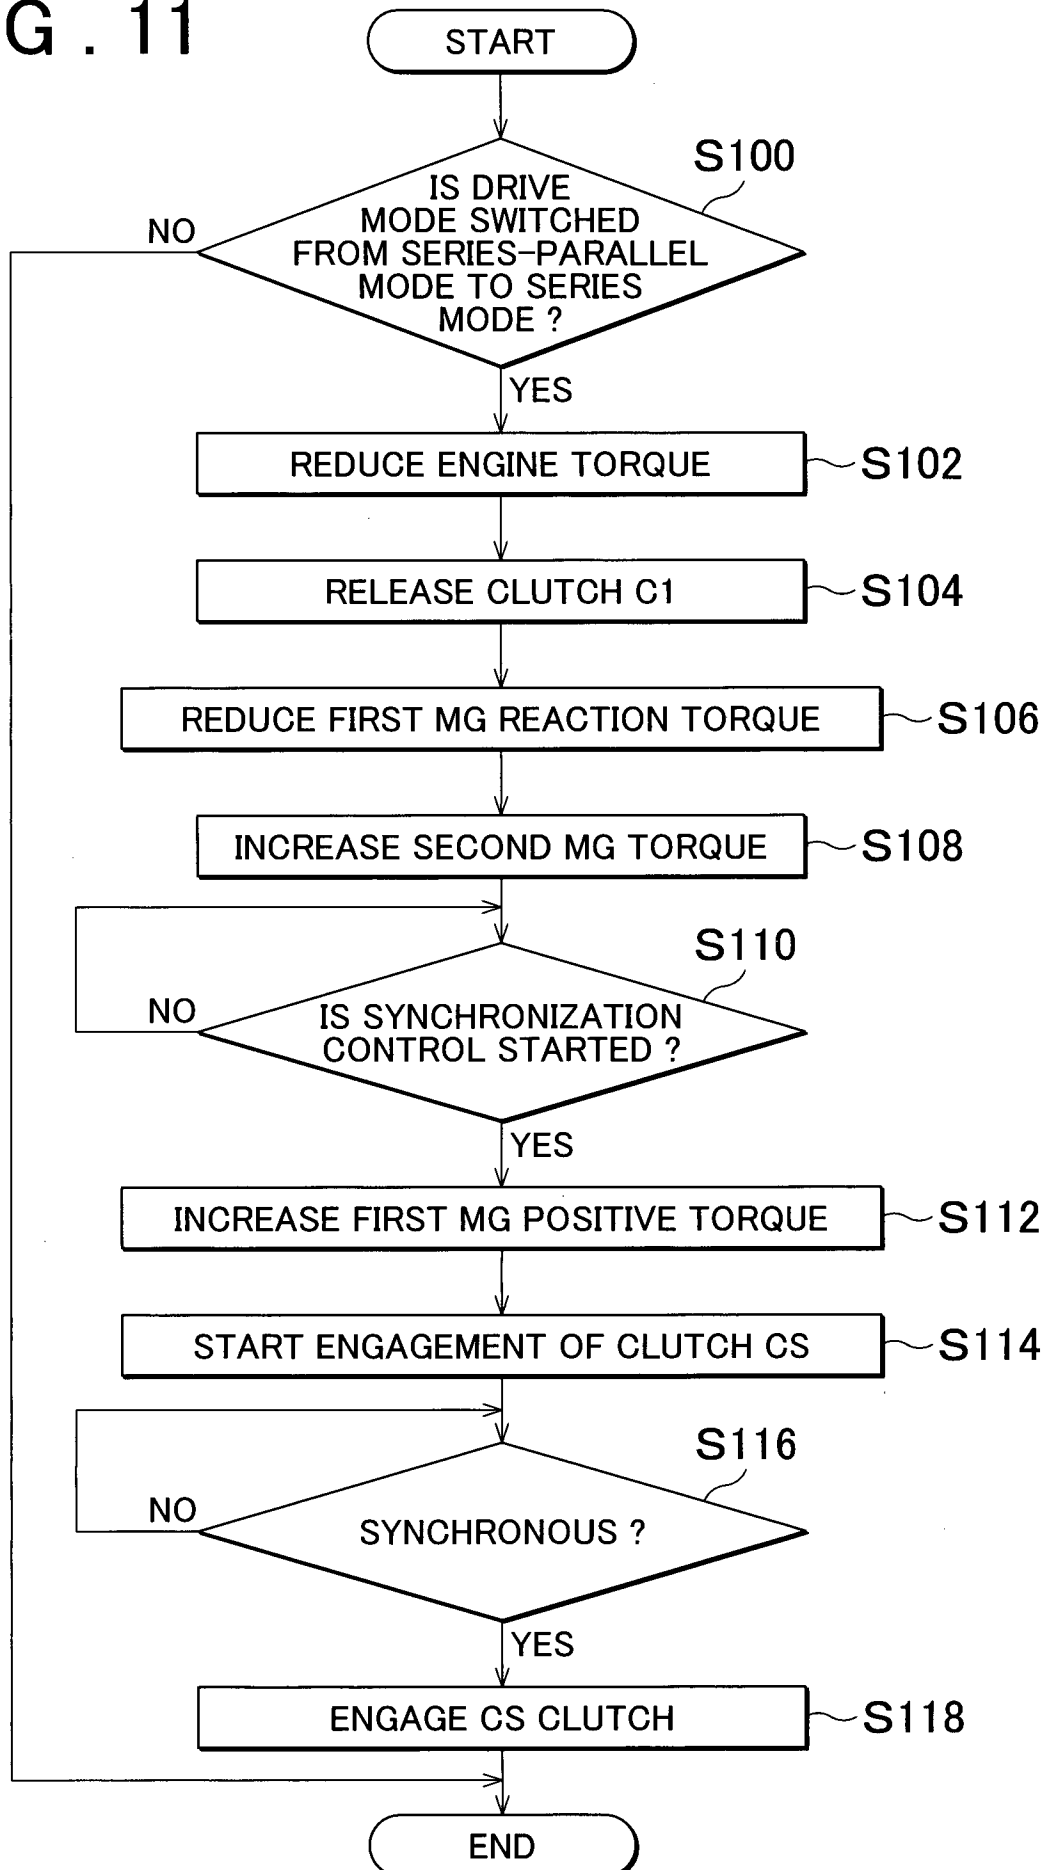 G . 11
START
S100
IS DRIVE
MODE SWITCHED
FROM SERIES-PARALLEL
MODE TO SERIES
MODE ?
NO
YES
REDUCE ENGINE TORQUE
S102
RELEASE CLUTCH C1
S104
REDUCE FIRST MG REACTION TORQUE
S106
INCREASE SECOND MG TORQUE
S108
S110
NO
IS SYNCHRONIZATION
CONTROL STARTED ?
YES
INCREASE FIRST MG POSITIVE TORQUE
S112
START ENGAGEMENT OF CLUTCH CS
S114
S116
NO
SYNCHRONOUS ?
YES
ENGAGE CS CLUTCH
S118
END